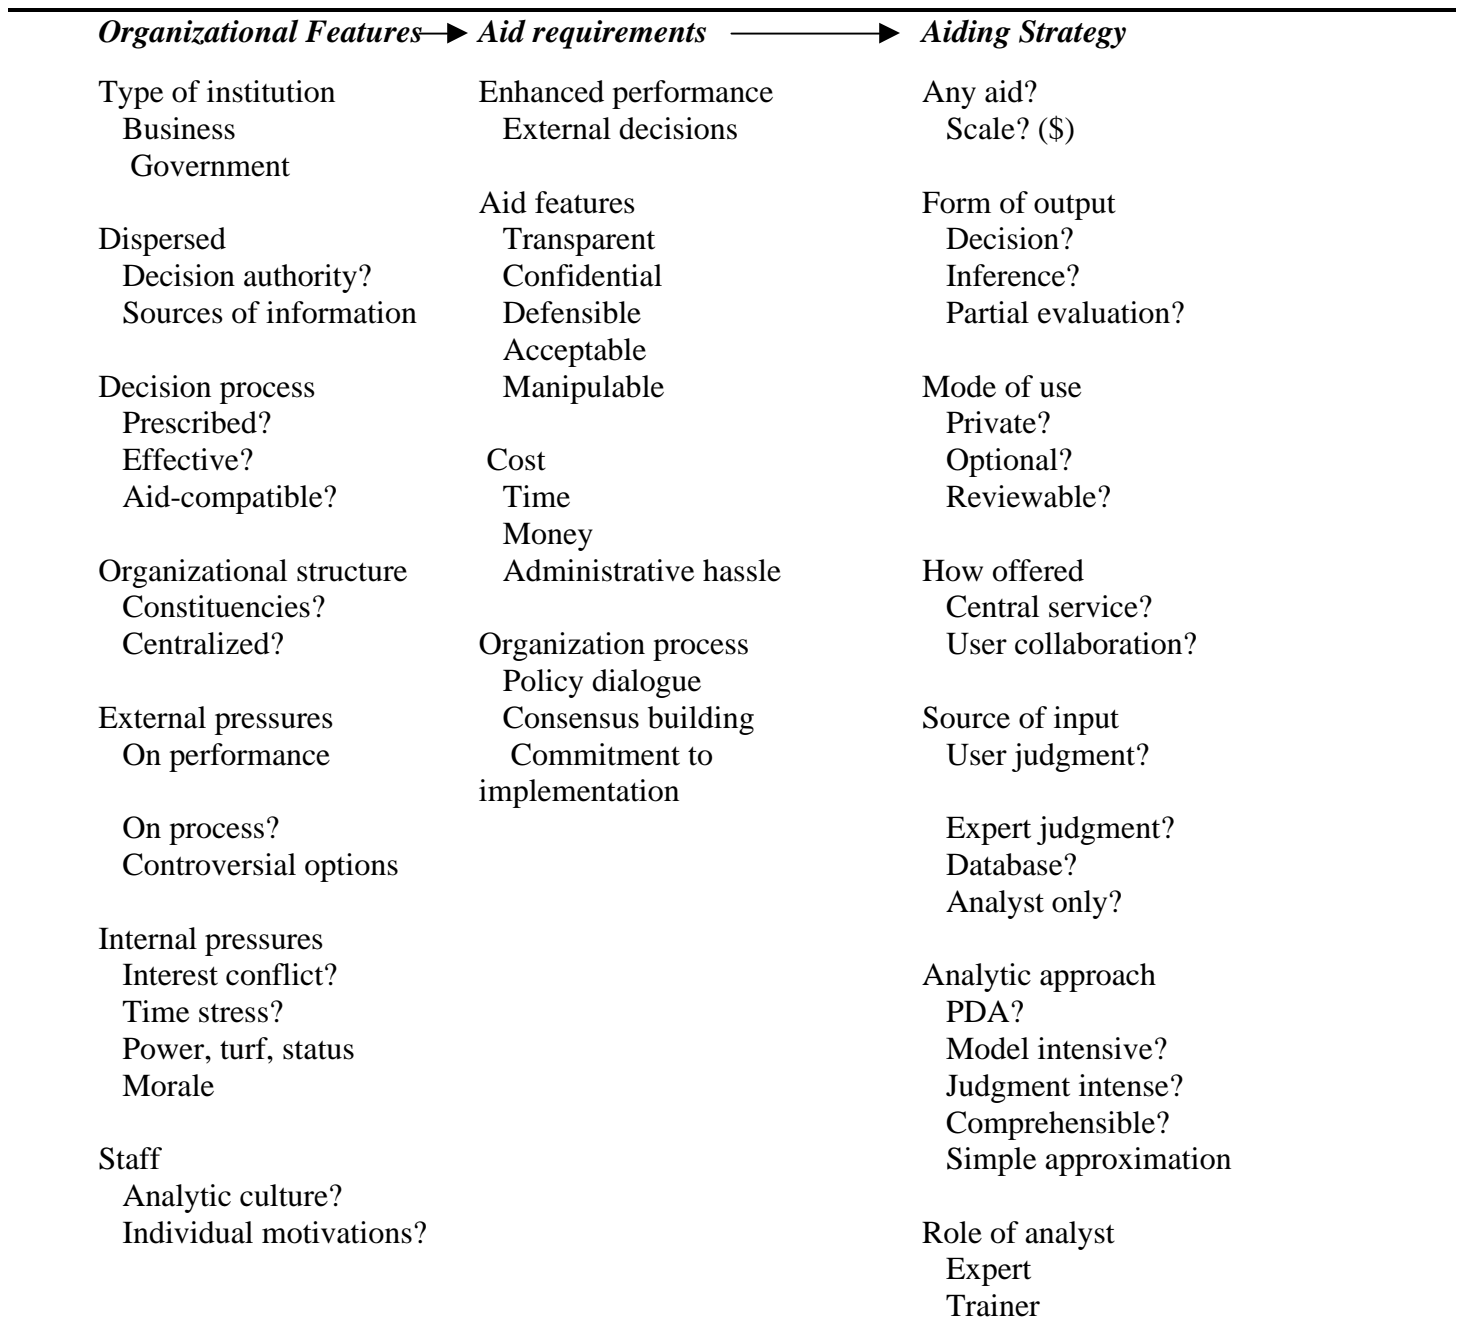 Organizational Features
Type of institution
Business
Government
Dispersed
Decision authority?
Sources of information
Decision process
Prescribed?
Effective?
Aid-compatible?
Organizational structure
Constituencies?
Centralized?
External pressures
On performance
On process?
Controversial options
Internal pressures
Interest conflict?
Time stress?
Power, turf, status
Morale
Staff
Analytic culture?
Individual motivations?
Aid requirements
Enhanced performance
External decisions
Aid features
Transparent
Confidential
Defensible
Acceptable
Manipulable
Cost
Time
Money
Administrative hassle
Organization process
Policy dialogue
Consensus building
Commitment to
implementation
Aiding Strategy
Any aid?
Scale? ($)
Form of output
Decision?
Inference?
Partial evaluation?
Mode of use
Private?
Optional?
Reviewable?
How offered
Central service?
User collaboration?
Source of input
User judgment?
Expert judgment?
Database?
Analyst only?
Analytic approach
PDA?
Model intensive?
Judgment intense?
Comprehensible?
Simple approximation
Role of analyst
Expert
Trainer